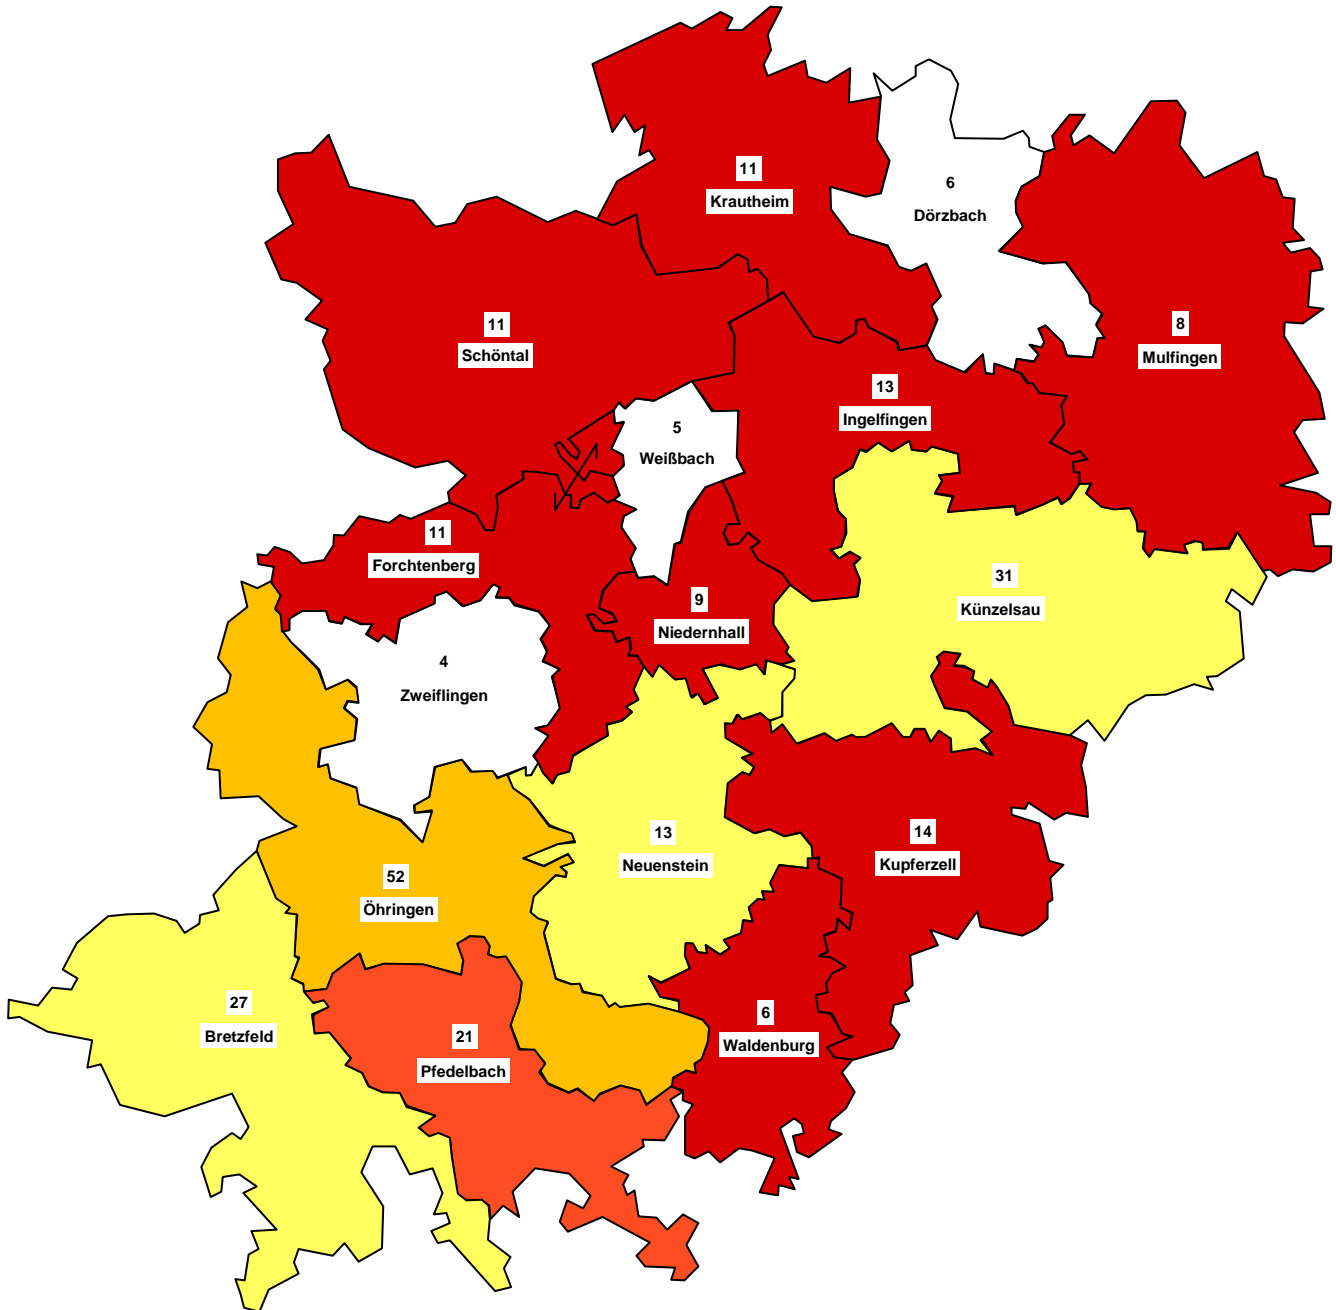 11
Krautheim
6
Dörzbach
11
Schöntal
8
Mulfingen
13
Ingelfingen
5
Weißbach
11
Forchtenberg
31
Künzelsau
9
Niedernhall
4
Zweiflingen
13
Neuenstein
14
Kupferzell
52
Öhringen
27
Bretzfeld
6
Waldenburg
21
Pfedelbach